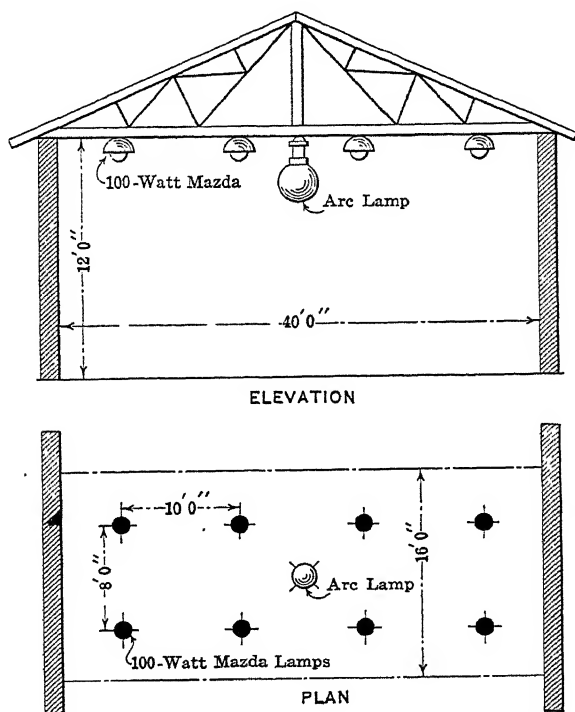 100-Watt Mazda
Arc Lamp
12'0"
40'0"
ELEVATION
10'0"
8'0"
16'0"
Arc Lamp
100-Watt Mazda Lamps
PLAN